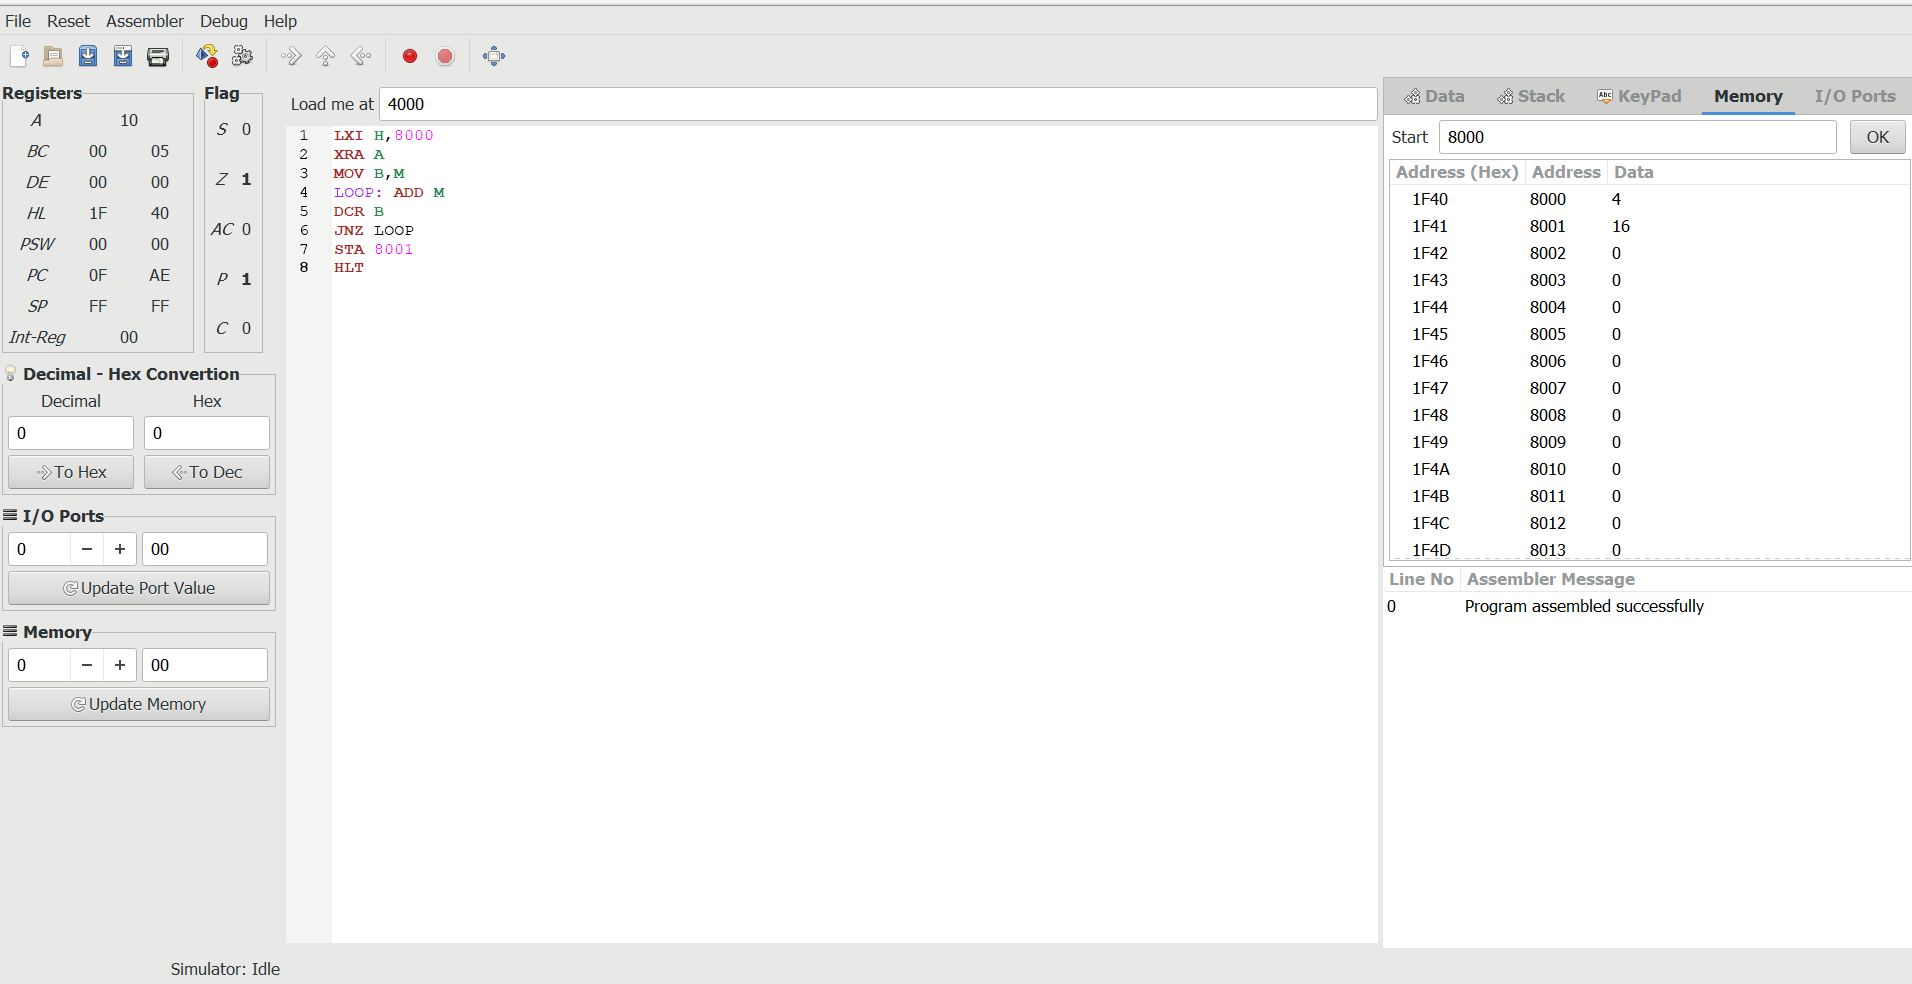 File Reset Assembler Debug Help
Registers
A 10
BC 00 05
DE 00 00
HL 1F 40
PSW 00 00
PC 0F AE
SP FF FF
Int-Reg 00
Flag
S 0
Z 1
AC 0
P 1
C 0
Decimal - Hex Convertion
Decimal Hex
0 0
To Hex To Dec
I/O Ports
0 − + 00
Update Port Value
Memory
0 − + 00
Update Memory
Load me at 4000
1 LXI H,8000
2 XRA A
3 MOV B,M
4 LOOP: ADD M
5 DCR B
6 JNZ LOOP
7 STA 8001
8 HLT
Data Stack Abc KeyPad Memory I/O Ports
Start 8000 OK
Address (Hex) Address Data
1F40 8000 4
1F41 8001 16
1F42 8002 0
1F43 8003 0
1F44 8004 0
1F45 8005 0
1F46 8006 0
1F47 8007 0
1F48 8008 0
1F49 8009 0
1F4A 8010 0
1F4B 8011 0
1F4C 8012 0
1F4D 8013 0
Line No Assembler Message
0 Program assembled successfully
Simulator: Idle